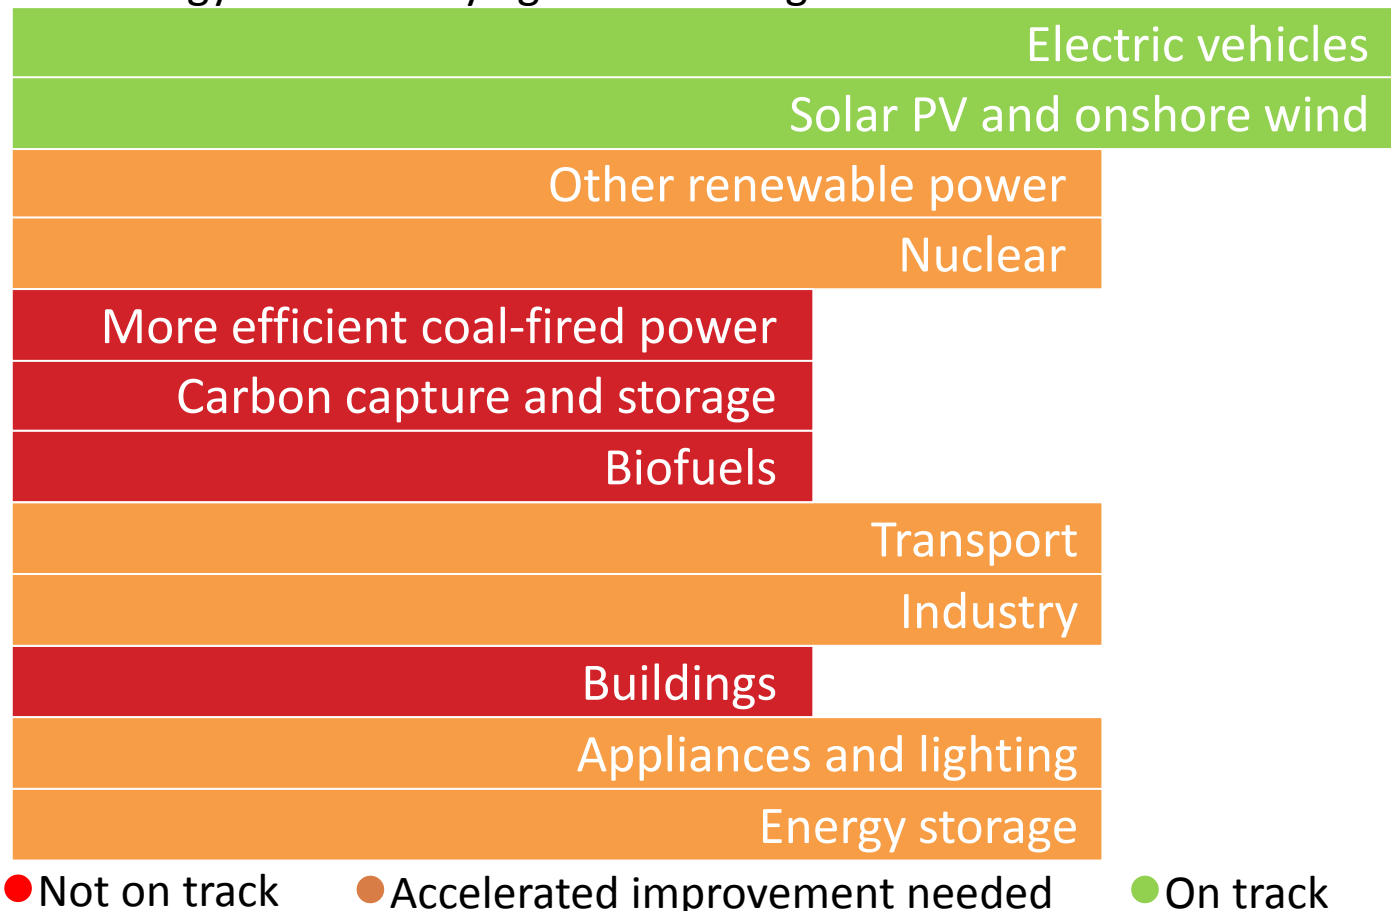 Electric vehicles
Solar PV and onshore wind
Other renewable power
Nuclear
More efficient coal-fired power
Carbon capture and storage
Biofuels
Transport
Industry
Buildings
Appliances and lighting
Energy storage
Not on track Accelerated improvement needed On track